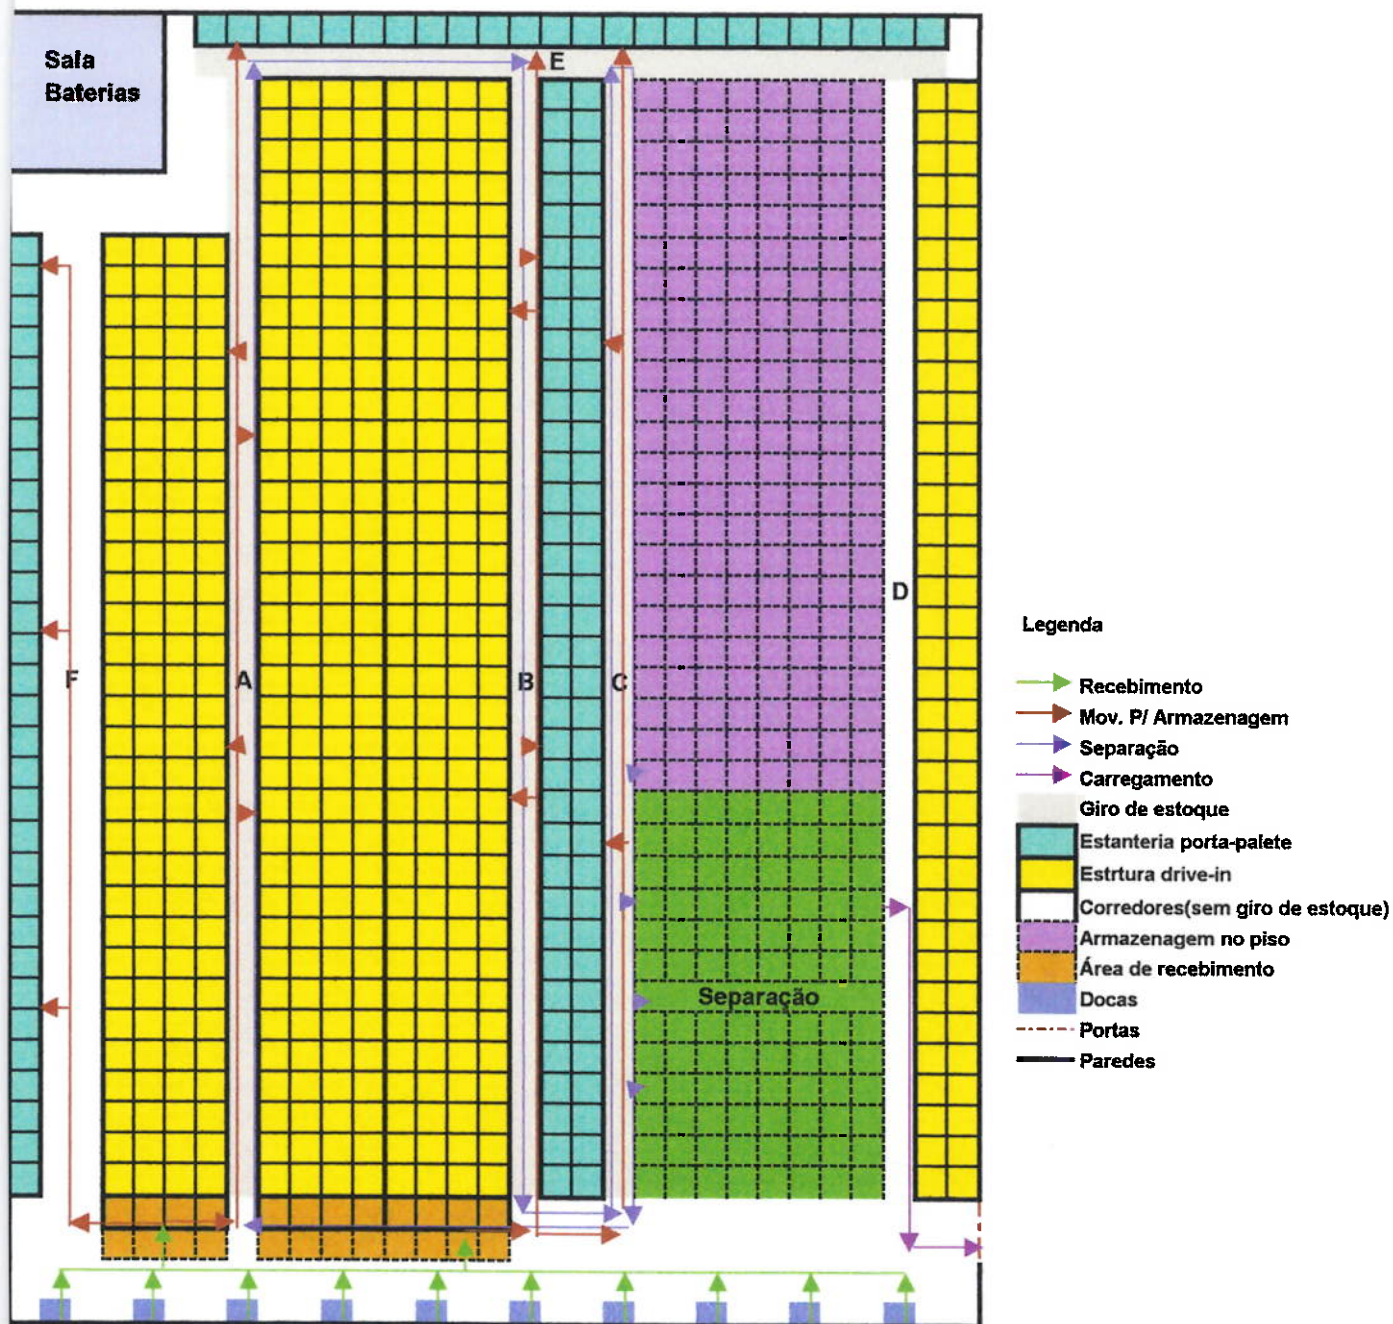 Sala
Baterias
E
D
F
A
B
C
Separação
Legenda
Recebimento
Mov. P/ Armazenagem
Separação
Carregamento
Giro de estoque
Estanteria porta-palete
Estrtura drive-in
Corredores(sem giro de estoque)
Armazenagem no piso
Área de recebimento
Docas
Portas
Paredes